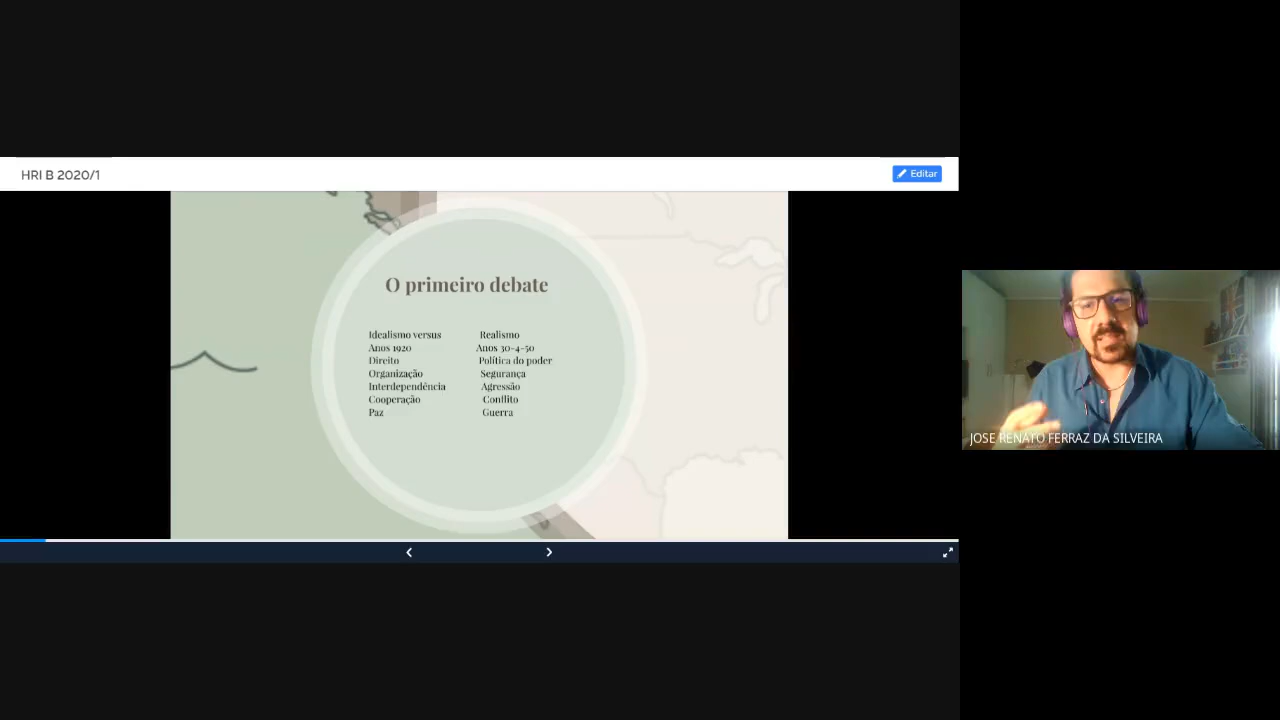 HRI B 2020/1
Editar
O primeiro debate
Idealismo versus Realismo
Anos 1920 Anos 30-4-50
Direito Política do poder
Organização Segurança
Interdependência Agressão
Cooperação Conflito
Paz Guerra
JOSE RENATO FERRAZ DA SILVEIRA